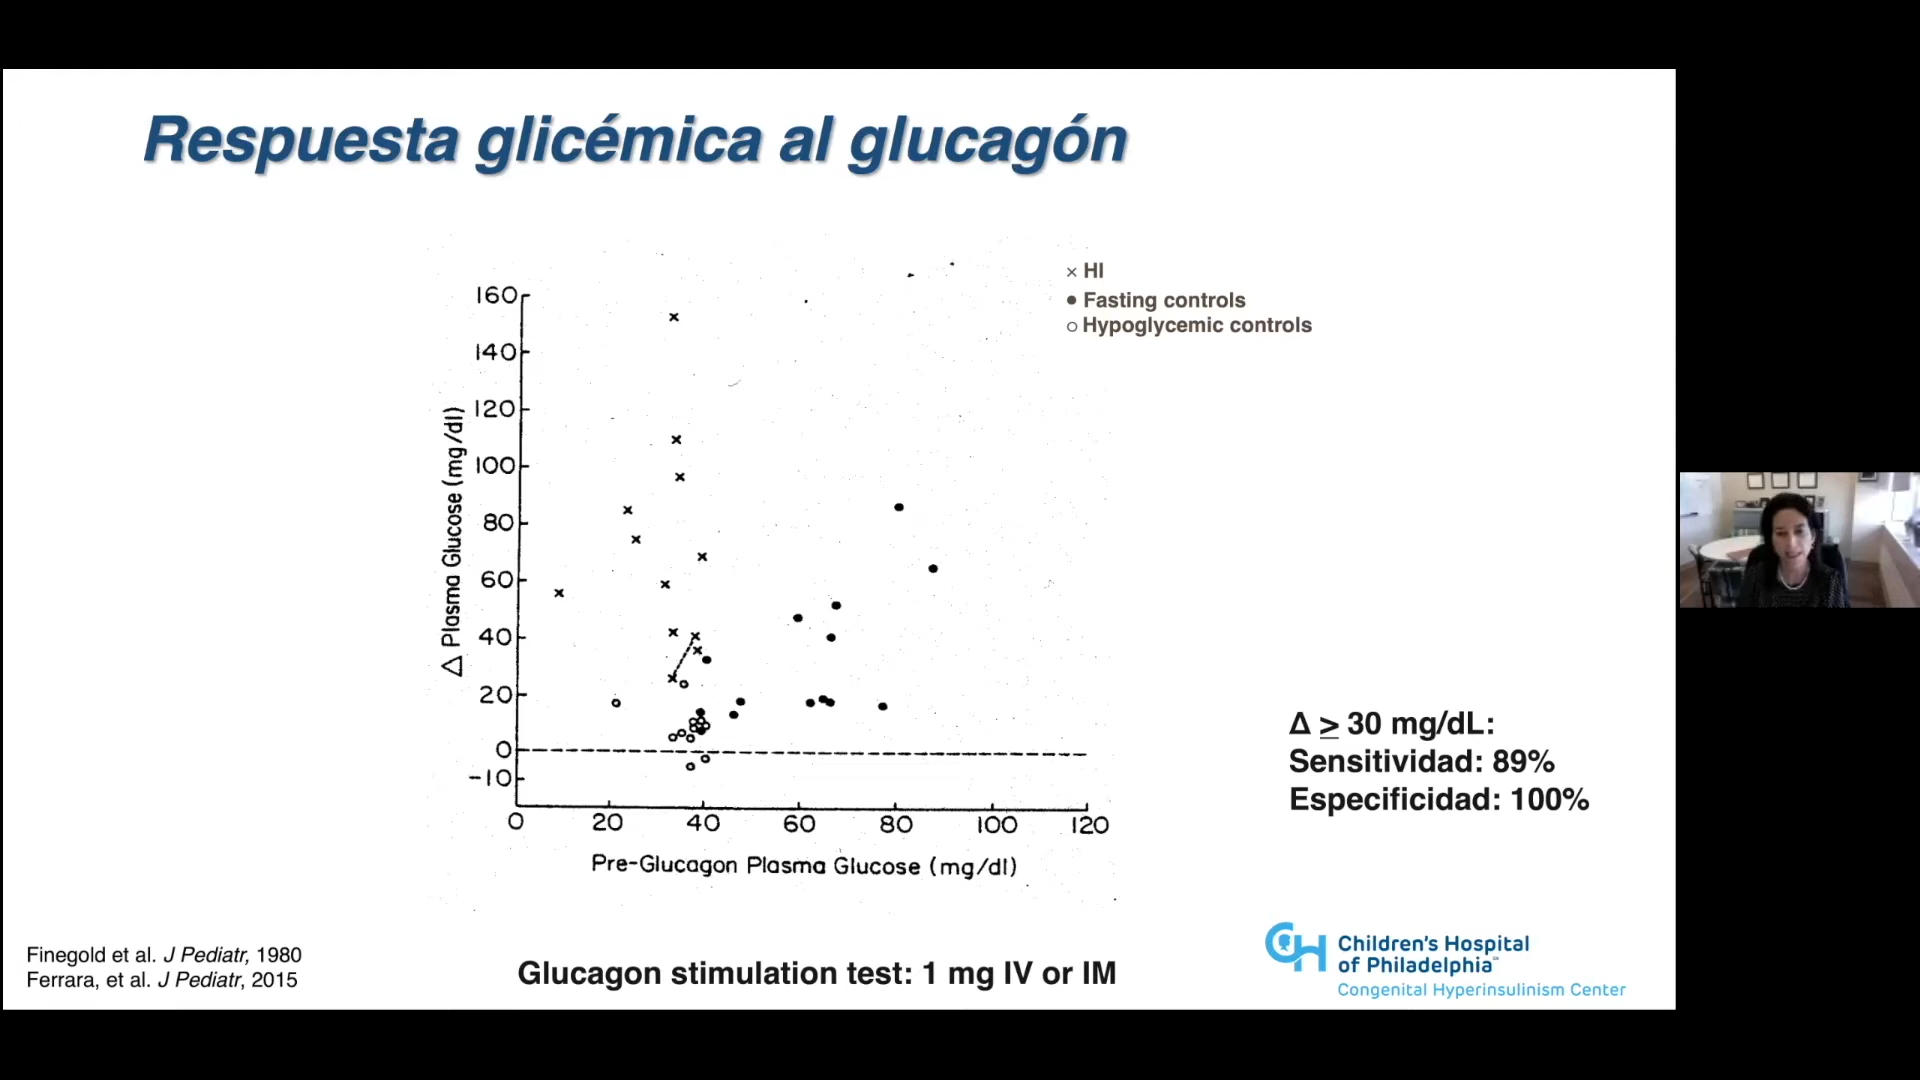 Respuesta glicémica al glucagón
× HI
● Fasting controls
○ Hypoglycemic controls
160
140
120
100
80
60
40
20
0
-10
Δ Plasma Glucose (mg/dl)
0 20 40 60 80 100 120
Pre-Glucagon Plasma Glucose (mg/dl)
Δ ≥ 30 mg/dL:
Sensitividad: 89%
Especificidad: 100%
Finegold et al. J Pediatr, 1980
Ferrara, et al. J Pediatr, 2015
Glucagon stimulation test: 1 mg IV or IM
CH
Children's Hospital
of Philadelphia
Congenital Hyperinsulinism Center